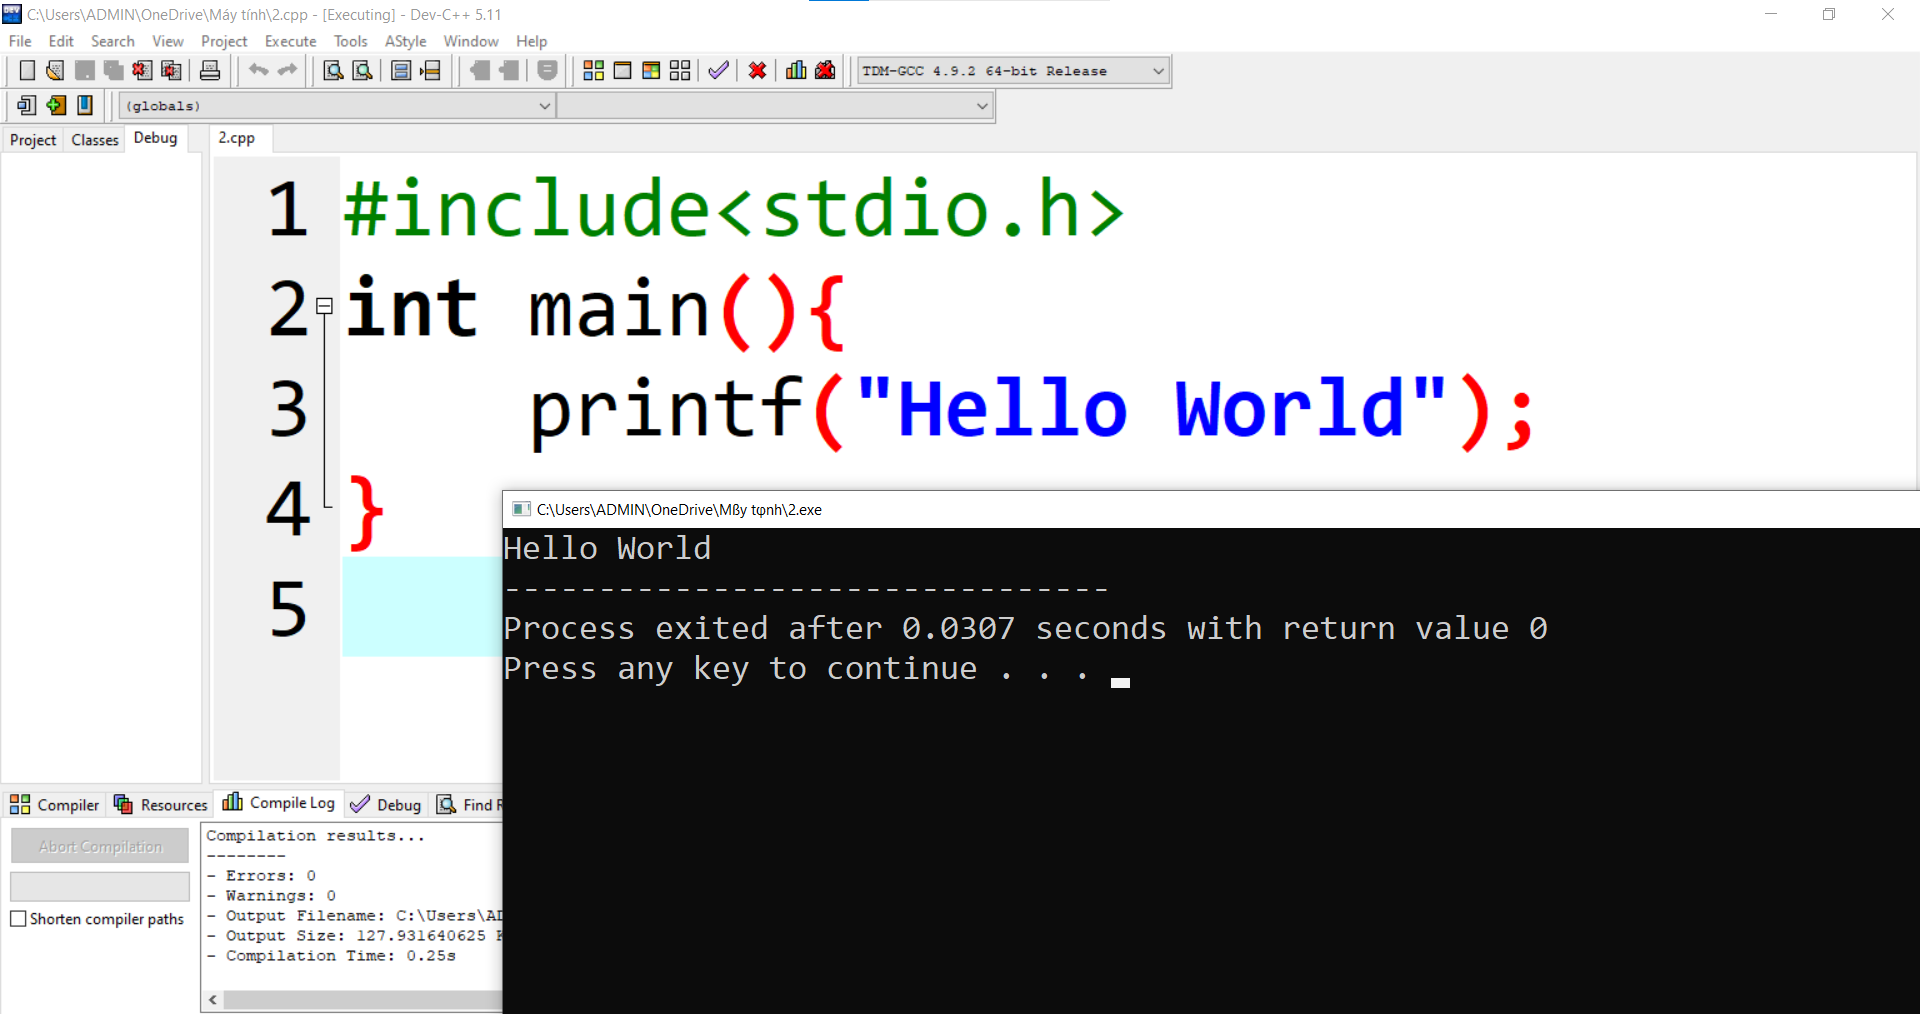 C:\Users\ADMIN\OneDrive\Máy tính\2.cpp - [Executing] - Dev-C++ 5.11
File Edit Search View Project Execute Tools AStyle Window Help
TDM-GCC 4.9.2 64-bit Release
(globals)
Project Classes Debug 2.cpp
1 #include<stdio.h>
2 int main(){
3 printf("Hello World");
4 }
5
C:\Users\ADMIN\OneDrive\Mßy tφnh\2.exe
Hello World
--------------------------------
Process exited after 0.0307 seconds with return value 0
Press any key to continue . . .
Compiler Resources Compile Log Debug Find
Abort Compilation
Shorten compiler paths
Compilation results...
--------
- Errors: 0
- Warnings: 0
- Output Filename: C:\Users\AD
- Output Size: 127.931640625
- Compilation Time: 0.25s